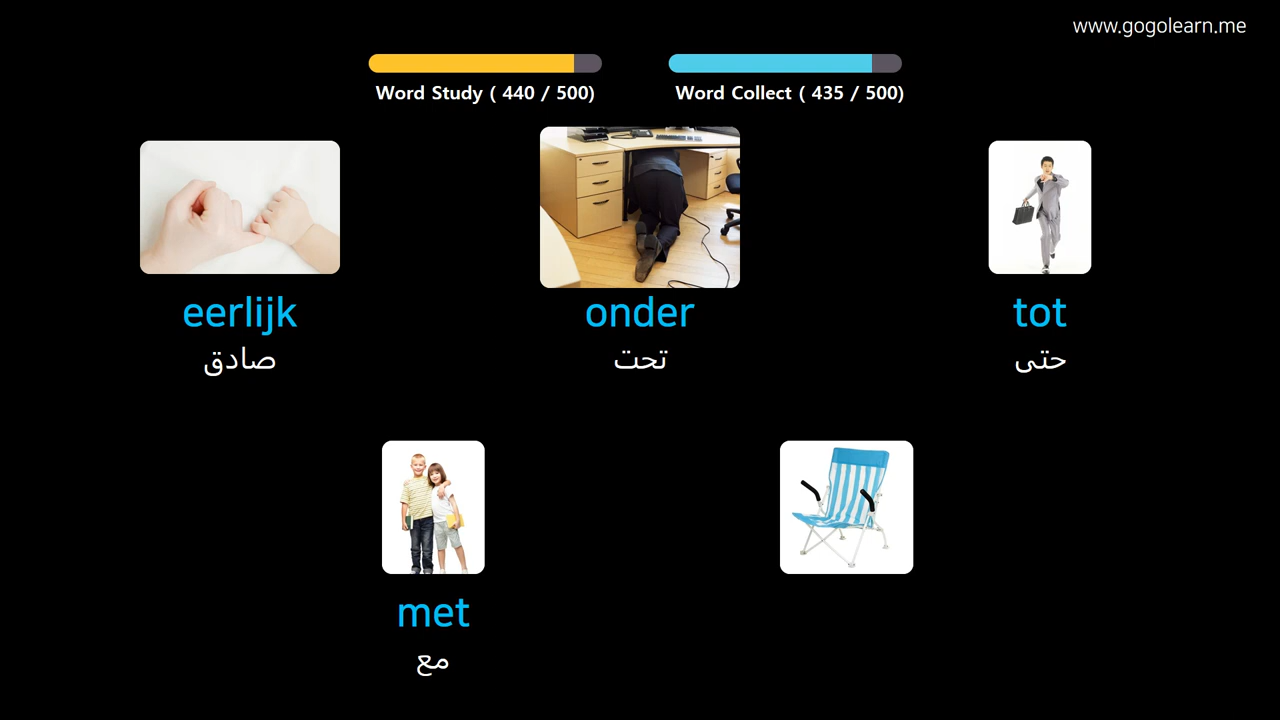 www.gogolearn.me
Word Study ( 440 / 500)
Word Collect ( 435 / 500)
eerlijk
صادق
onder
تحت
tot
حتى
met
مع